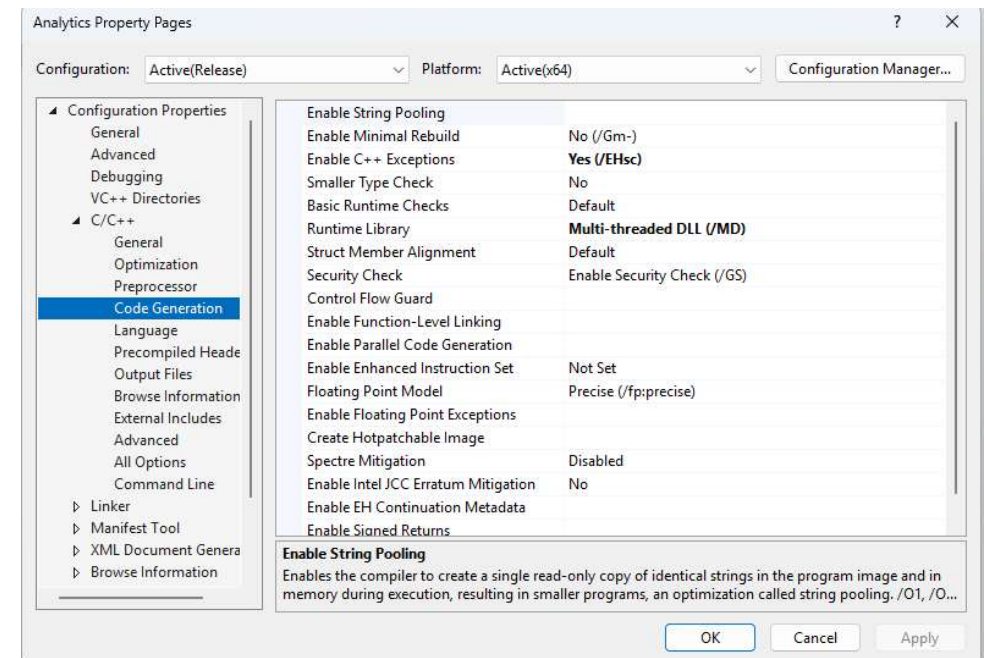 Analytics Property Pages ? ×
Configuration: Active(Release) Platform: Active(x64) Configuration Manager...
Configuration Properties
General
Advanced
Debugging
VC++ Directories
C/C++
General
Optimization
Preprocessor
Code Generation
Language
Precompiled Heade
Output Files
Browse Information
External Includes
Advanced
All Options
Command Line
Linker
Manifest Tool
XML Document Genera
Browse Information
Enable String Pooling
Enable Minimal Rebuild No (/Gm-)
Enable C++ Exceptions Yes (/EHsc)
Smaller Type Check No
Basic Runtime Checks Default
Runtime Library Multi-threaded DLL (/MD)
Struct Member Alignment Default
Security Check Enable Security Check (/GS)
Control Flow Guard
Enable Function-Level Linking
Enable Parallel Code Generation
Enable Enhanced Instruction Set Not Set
Floating Point Model Precise (/fp:precise)
Enable Floating Point Exceptions
Create Hotpatchable Image
Spectre Mitigation Disabled
Enable Intel JCC Erratum Mitigation No
Enable EH Continuation Metadata
Enable Signed Returns
Enable String Pooling
Enables the compiler to create a single read-only copy of identical strings in the program image and in
memory during execution, resulting in smaller programs, an optimization called string pooling. /O1, /O...
OK Cancel Apply